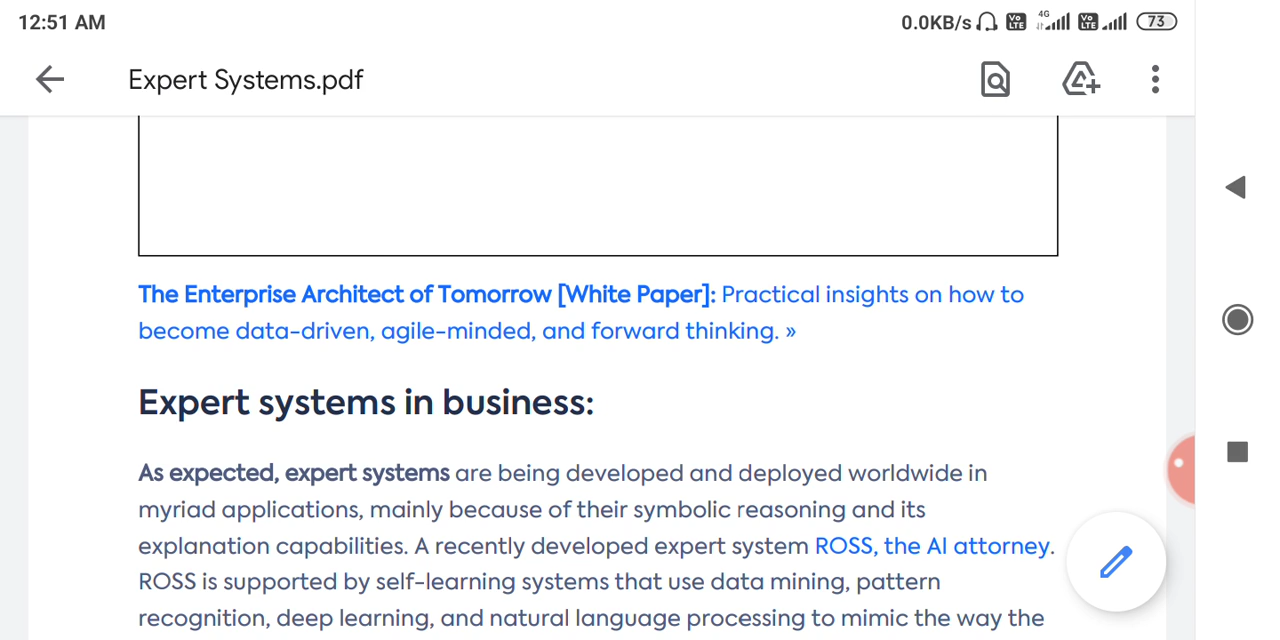 12:51 AM 0.0KB/s Vo LTE 4G Vo LTE 73
Expert Systems.pdf
The Enterprise Architect of Tomorrow [White Paper]: Practical insights on how to
become data-driven, agile-minded, and forward thinking. »
Expert systems in business:
As expected, expert systems are being developed and deployed worldwide in
myriad applications, mainly because of their symbolic reasoning and its
explanation capabilities. A recently developed expert system ROSS, the AI attorney.
ROSS is supported by self-learning systems that use data mining, pattern
recognition, deep learning, and natural language processing to mimic the way the